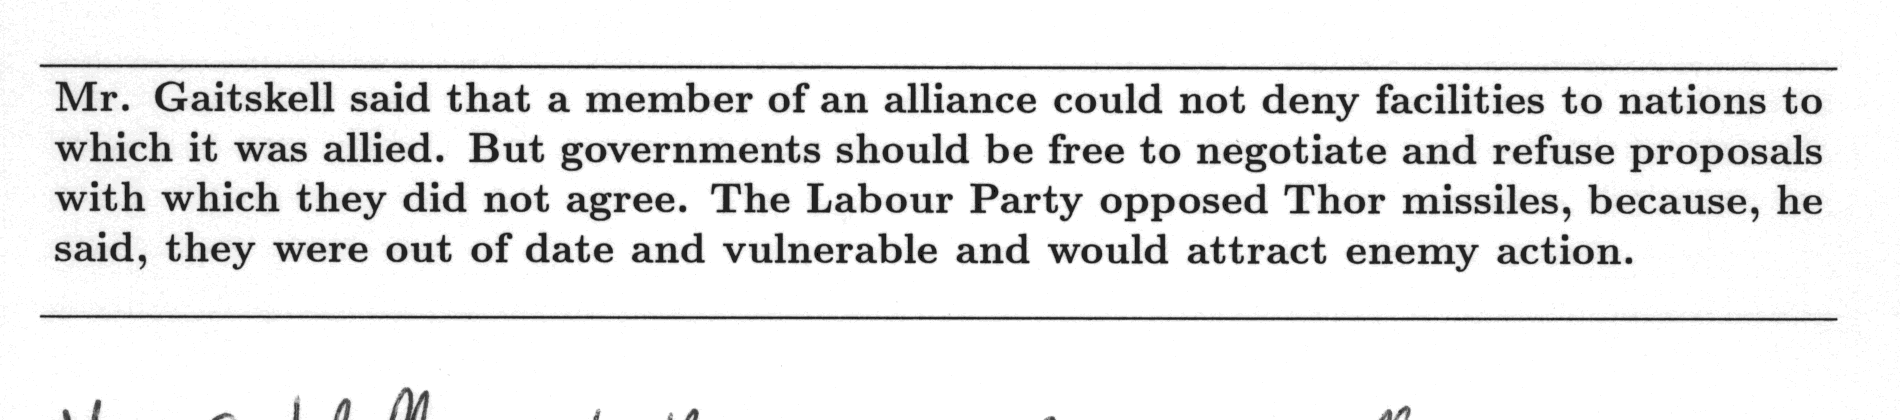 Mr. Gaitskell said that a member of an alliance could not deny facilities to nations to
which it was allied. But governments should be free to negotiate and refuse proposals
with which they did not agree. The Labour Party opposed Thor missiles, because, he
said, they were out of date and vulnerable and would attract enemy action.